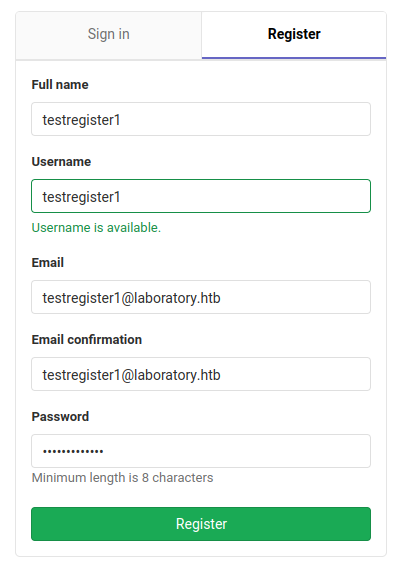 Sign in
Register
Full name
testregister1
Username
testregister1
Username is available.
Email
testregister1@laboratory.htb
Email confirmation
testregister1@laboratory.htb
Password
•••••••••••••
Minimum length is 8 characters
Register